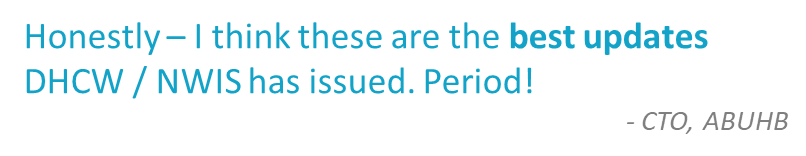 Honestly – I think these are the best updates
DHCW / NWIS has issued. Period!
- CTO, ABUHB